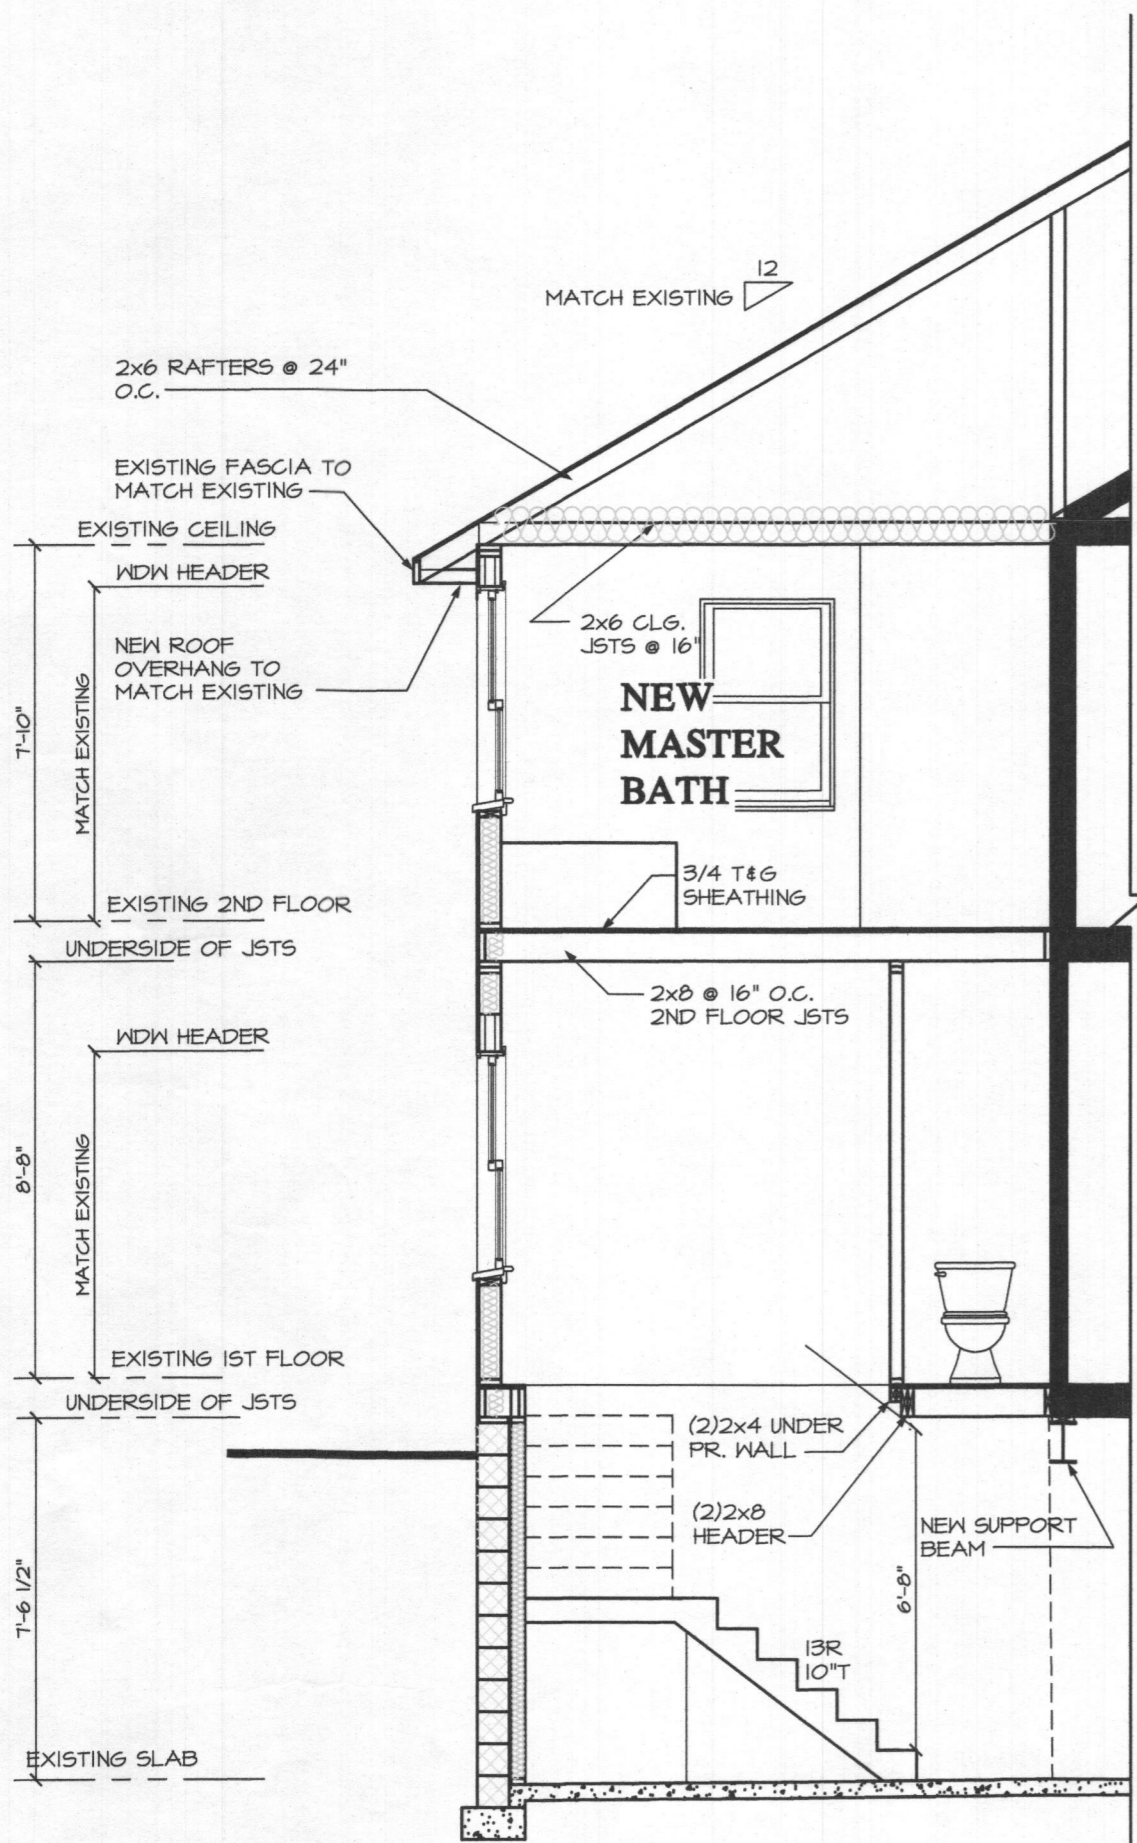 12
MATCH EXISTING
2x6 RAFTERS @ 24"
O.C.
EXISTING FASCIA TO
MATCH EXISTING
EXISTING CEILING
WDW HEADER
NEW ROOF
OVERHANG TO
MATCH EXISTING
2x6 CLG.
JSTS @ 16"
NEW
MASTER
BATH
7'-10"
MATCH EXISTING
3/4 T&G
SHEATHING
EXISTING 2ND FLOOR
UNDERSIDE OF JSTS
2x8 @ 16" O.C.
2ND FLOOR JSTS
WDW HEADER
8'-8"
MATCH EXISTING
EXISTING 1ST FLOOR
UNDERSIDE OF JSTS
(2)2x4 UNDER
PR. WALL
(2)2x8
HEADER
NEW SUPPORT
BEAM
6'-8"
7'-6 1/2"
13R
10"T
EXISTING SLAB